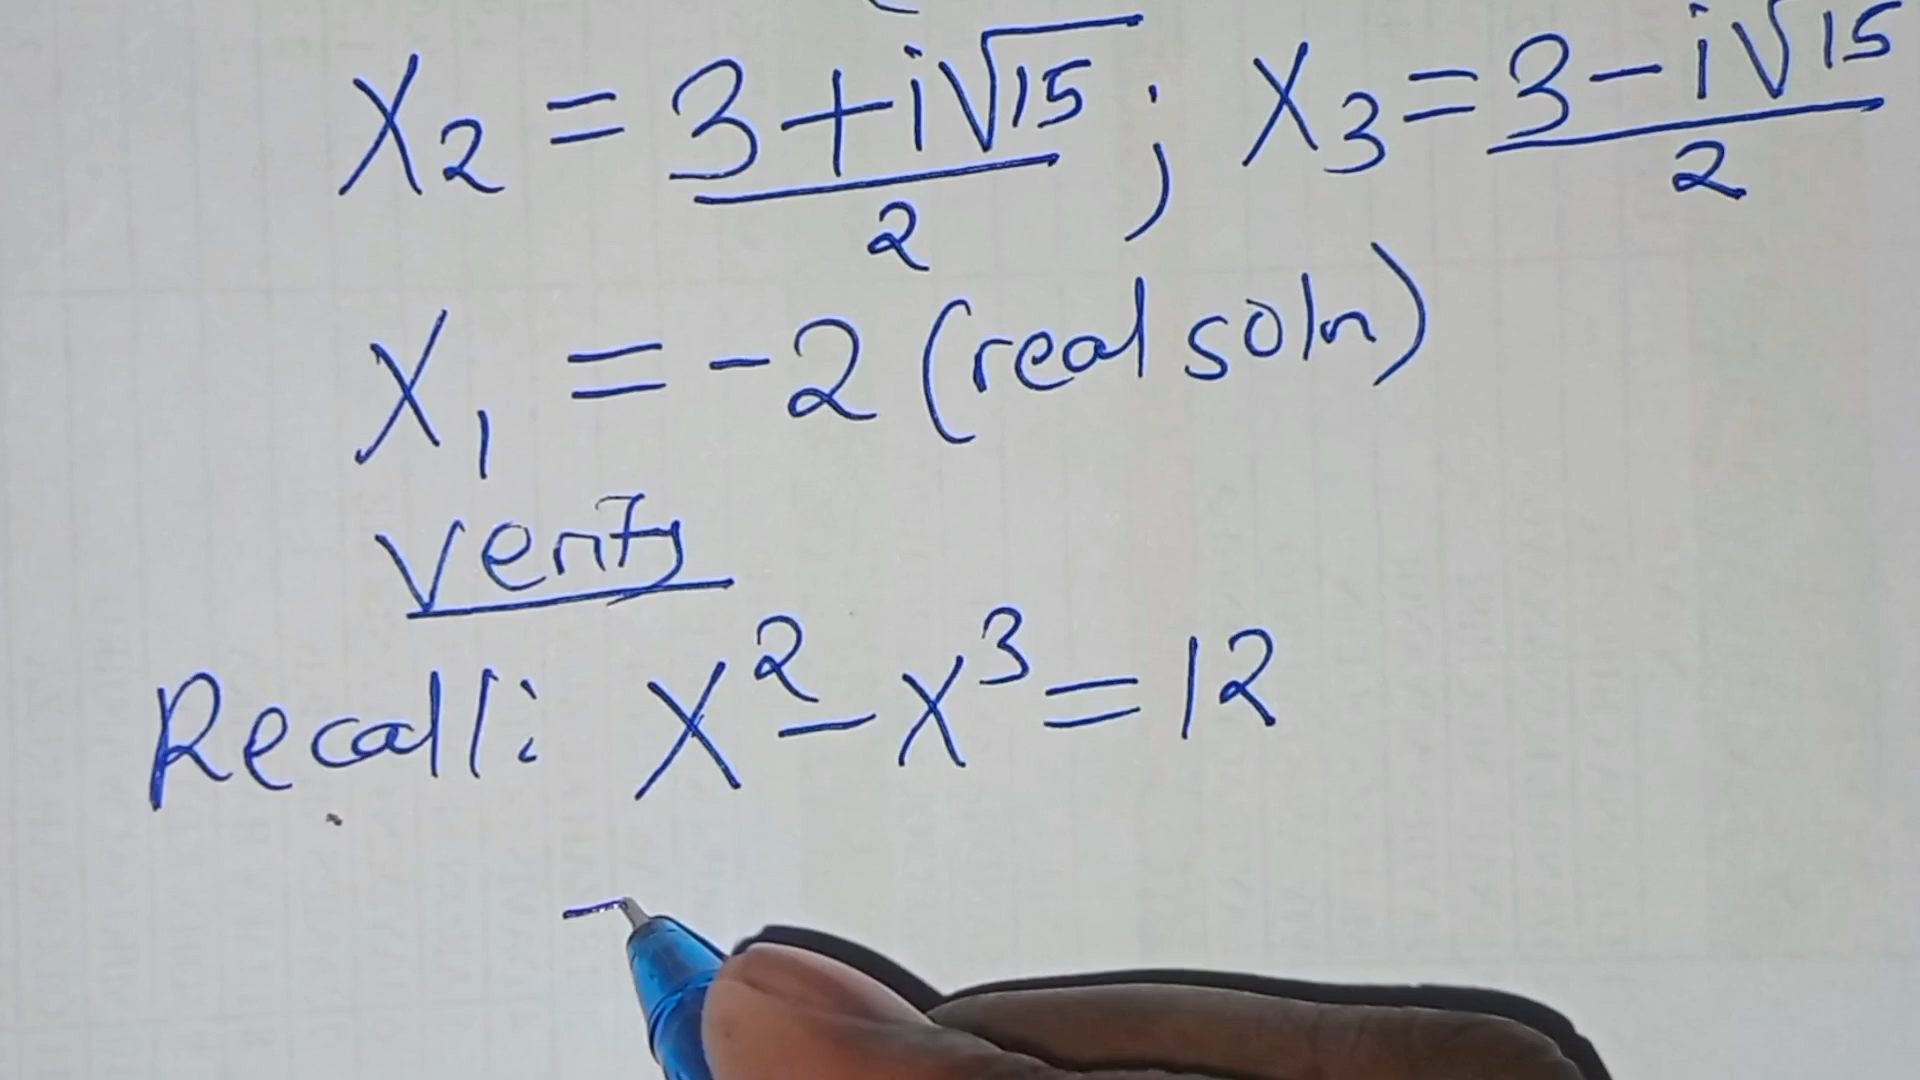 X₂ = 3+i√15 / 2 ; X₃ = 3-i√15 / 2
X₁ = -2 (real soln)
Verify
Recall: X² - X³ = 12